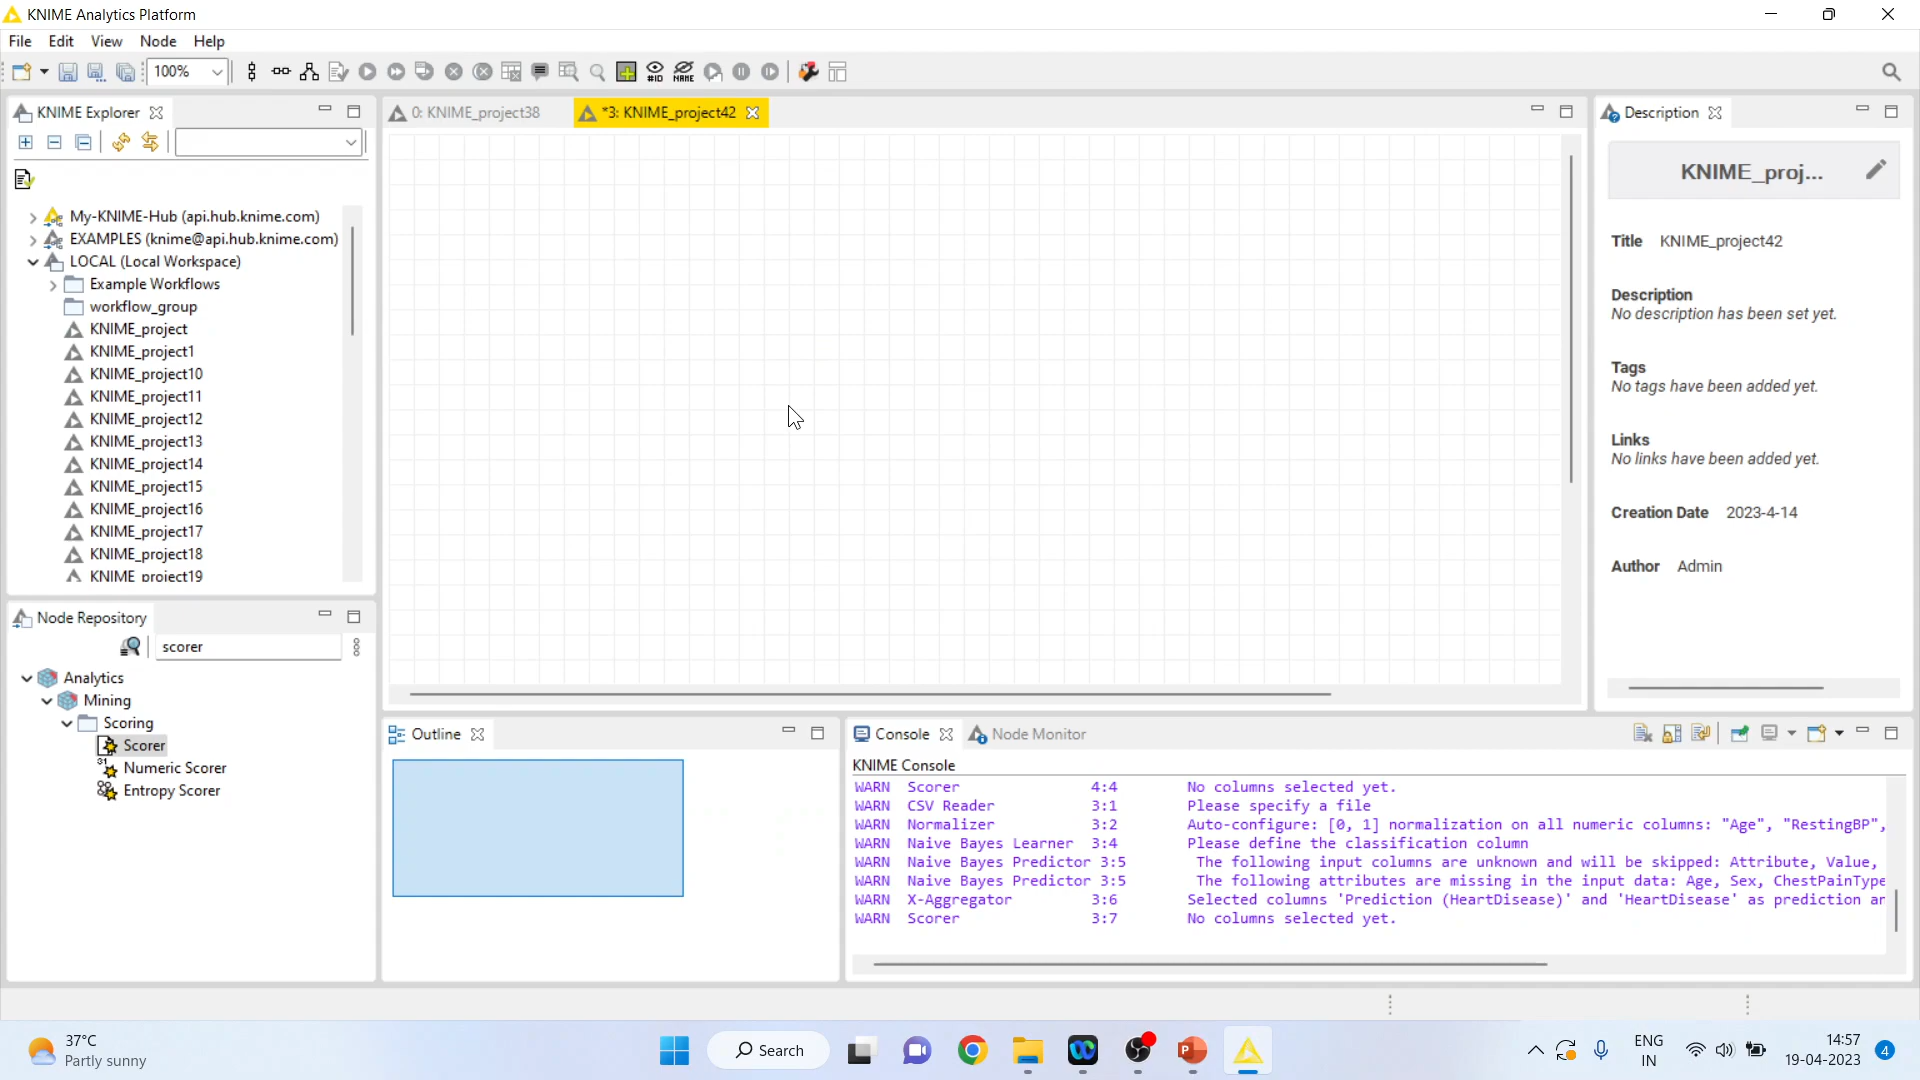 KNIME Analytics Platform
File Edit View Node Help
100%
#ID
NAME
KNIME Explorer
0: KNIME_project38
*3: KNIME_project42
Description
My-KNIME-Hub (api.hub.knime.com)
EXAMPLES (knime@api.hub.knime.com)
LOCAL (Local Workspace)
Example Workflows
workflow_group
KNIME_project
KNIME_project1
KNIME_project10
KNIME_project11
KNIME_project12
KNIME_project13
KNIME_project14
KNIME_project15
KNIME_project16
KNIME_project17
KNIME_project18
KNIME_project19
KNIME_proj...
Title KNIME_project42
Description
No description has been set yet.
Tags
No tags have been added yet.
Links
No links have been added yet.
Creation Date 2023-4-14
Author Admin
Node Repository
scorer
Analytics
Mining
Scoring
Scorer
Numeric Scorer
Entropy Scorer
Outline
Console
Node Monitor
KNIME Console
WARN Scorer 4:4 No columns selected yet.
WARN CSV Reader 3:1 Please specify a file
WARN Normalizer 3:2 Auto-configure: [0, 1] normalization on all numeric columns: "Age", "RestingBP",
WARN Naive Bayes Learner 3:4 Please define the classification column
WARN Naive Bayes Predictor 3:5 The following input columns are unknown and will be skipped: Attribute, Value,
WARN Naive Bayes Predictor 3:5 The following attributes are missing in the input data: Age, Sex, ChestPainType
WARN X-Aggregator 3:6 Selected columns 'Prediction (HeartDisease)' and 'HeartDisease' as prediction an
WARN Scorer 3:7 No columns selected yet.
37°C
Partly sunny
Search
ENG
IN
14:57
19-04-2023
4